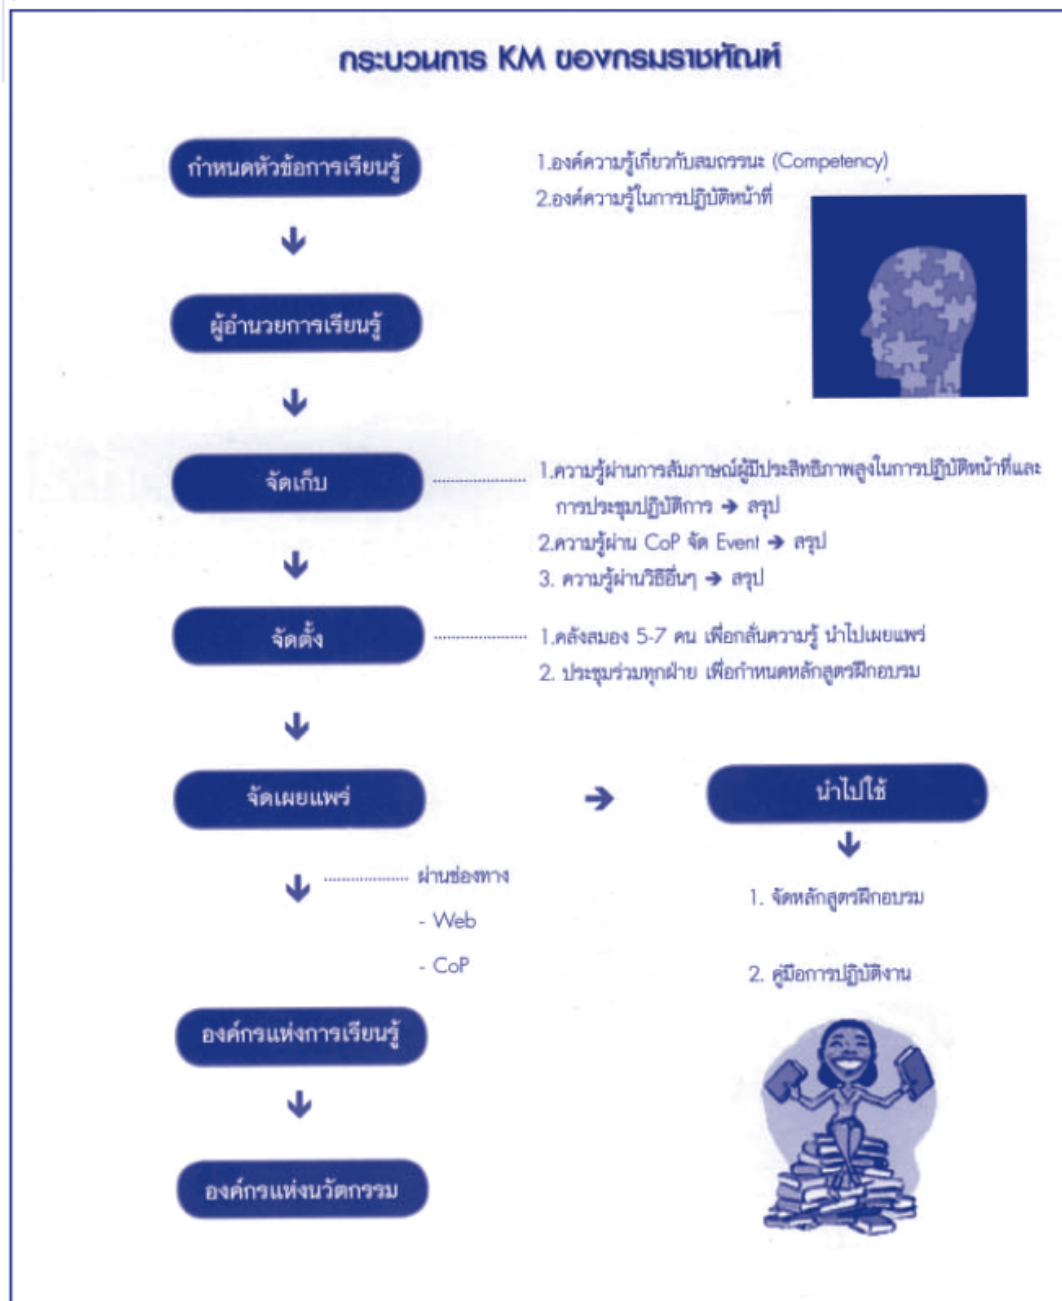 กระบวนการ KM ของกรมราชทัณฑ์
กำหนดหัวข้อการเรียนรู้
1.องค์ความรู้เกี่ยวกับสมถรรนะ (Competency)
2.องค์ความรู้ในการปฏิบัติหน้าที่
ผู้อำนวยการเรียนรู้
จัดเก็บ
1.ความรู้ผ่านการสัมภาษณ์ผู้มีประสิทธิภาพสูงในการปฏิบัติหน้าที่และ
การประชุมปฏิบัติการ → สรุป
2.ความรู้ผ่าน CoP จัด Event → สรุป
3. ความรู้ผ่านวิธีอื่นๆ → สรุป
จัดตั้ง
1.คลังสมอง 5-7 คน เพื่อกลั่นความรู้ นำไปเผยแพร่
2. ประชุมร่วมทุกฝ่าย เพื่อกำหนดหลักสูตรฝึกอบรม
จัดเผยแพร่
นำไปใช้
ผ่านช่องทาง
- Web
- CoP
1. จัดหลักสูตรฝึกอบรม
2. คู่มือการปฏิบัติงาน
องค์กรแห่งการเรียนรู้
องค์กรแห่งนวัตกรรม